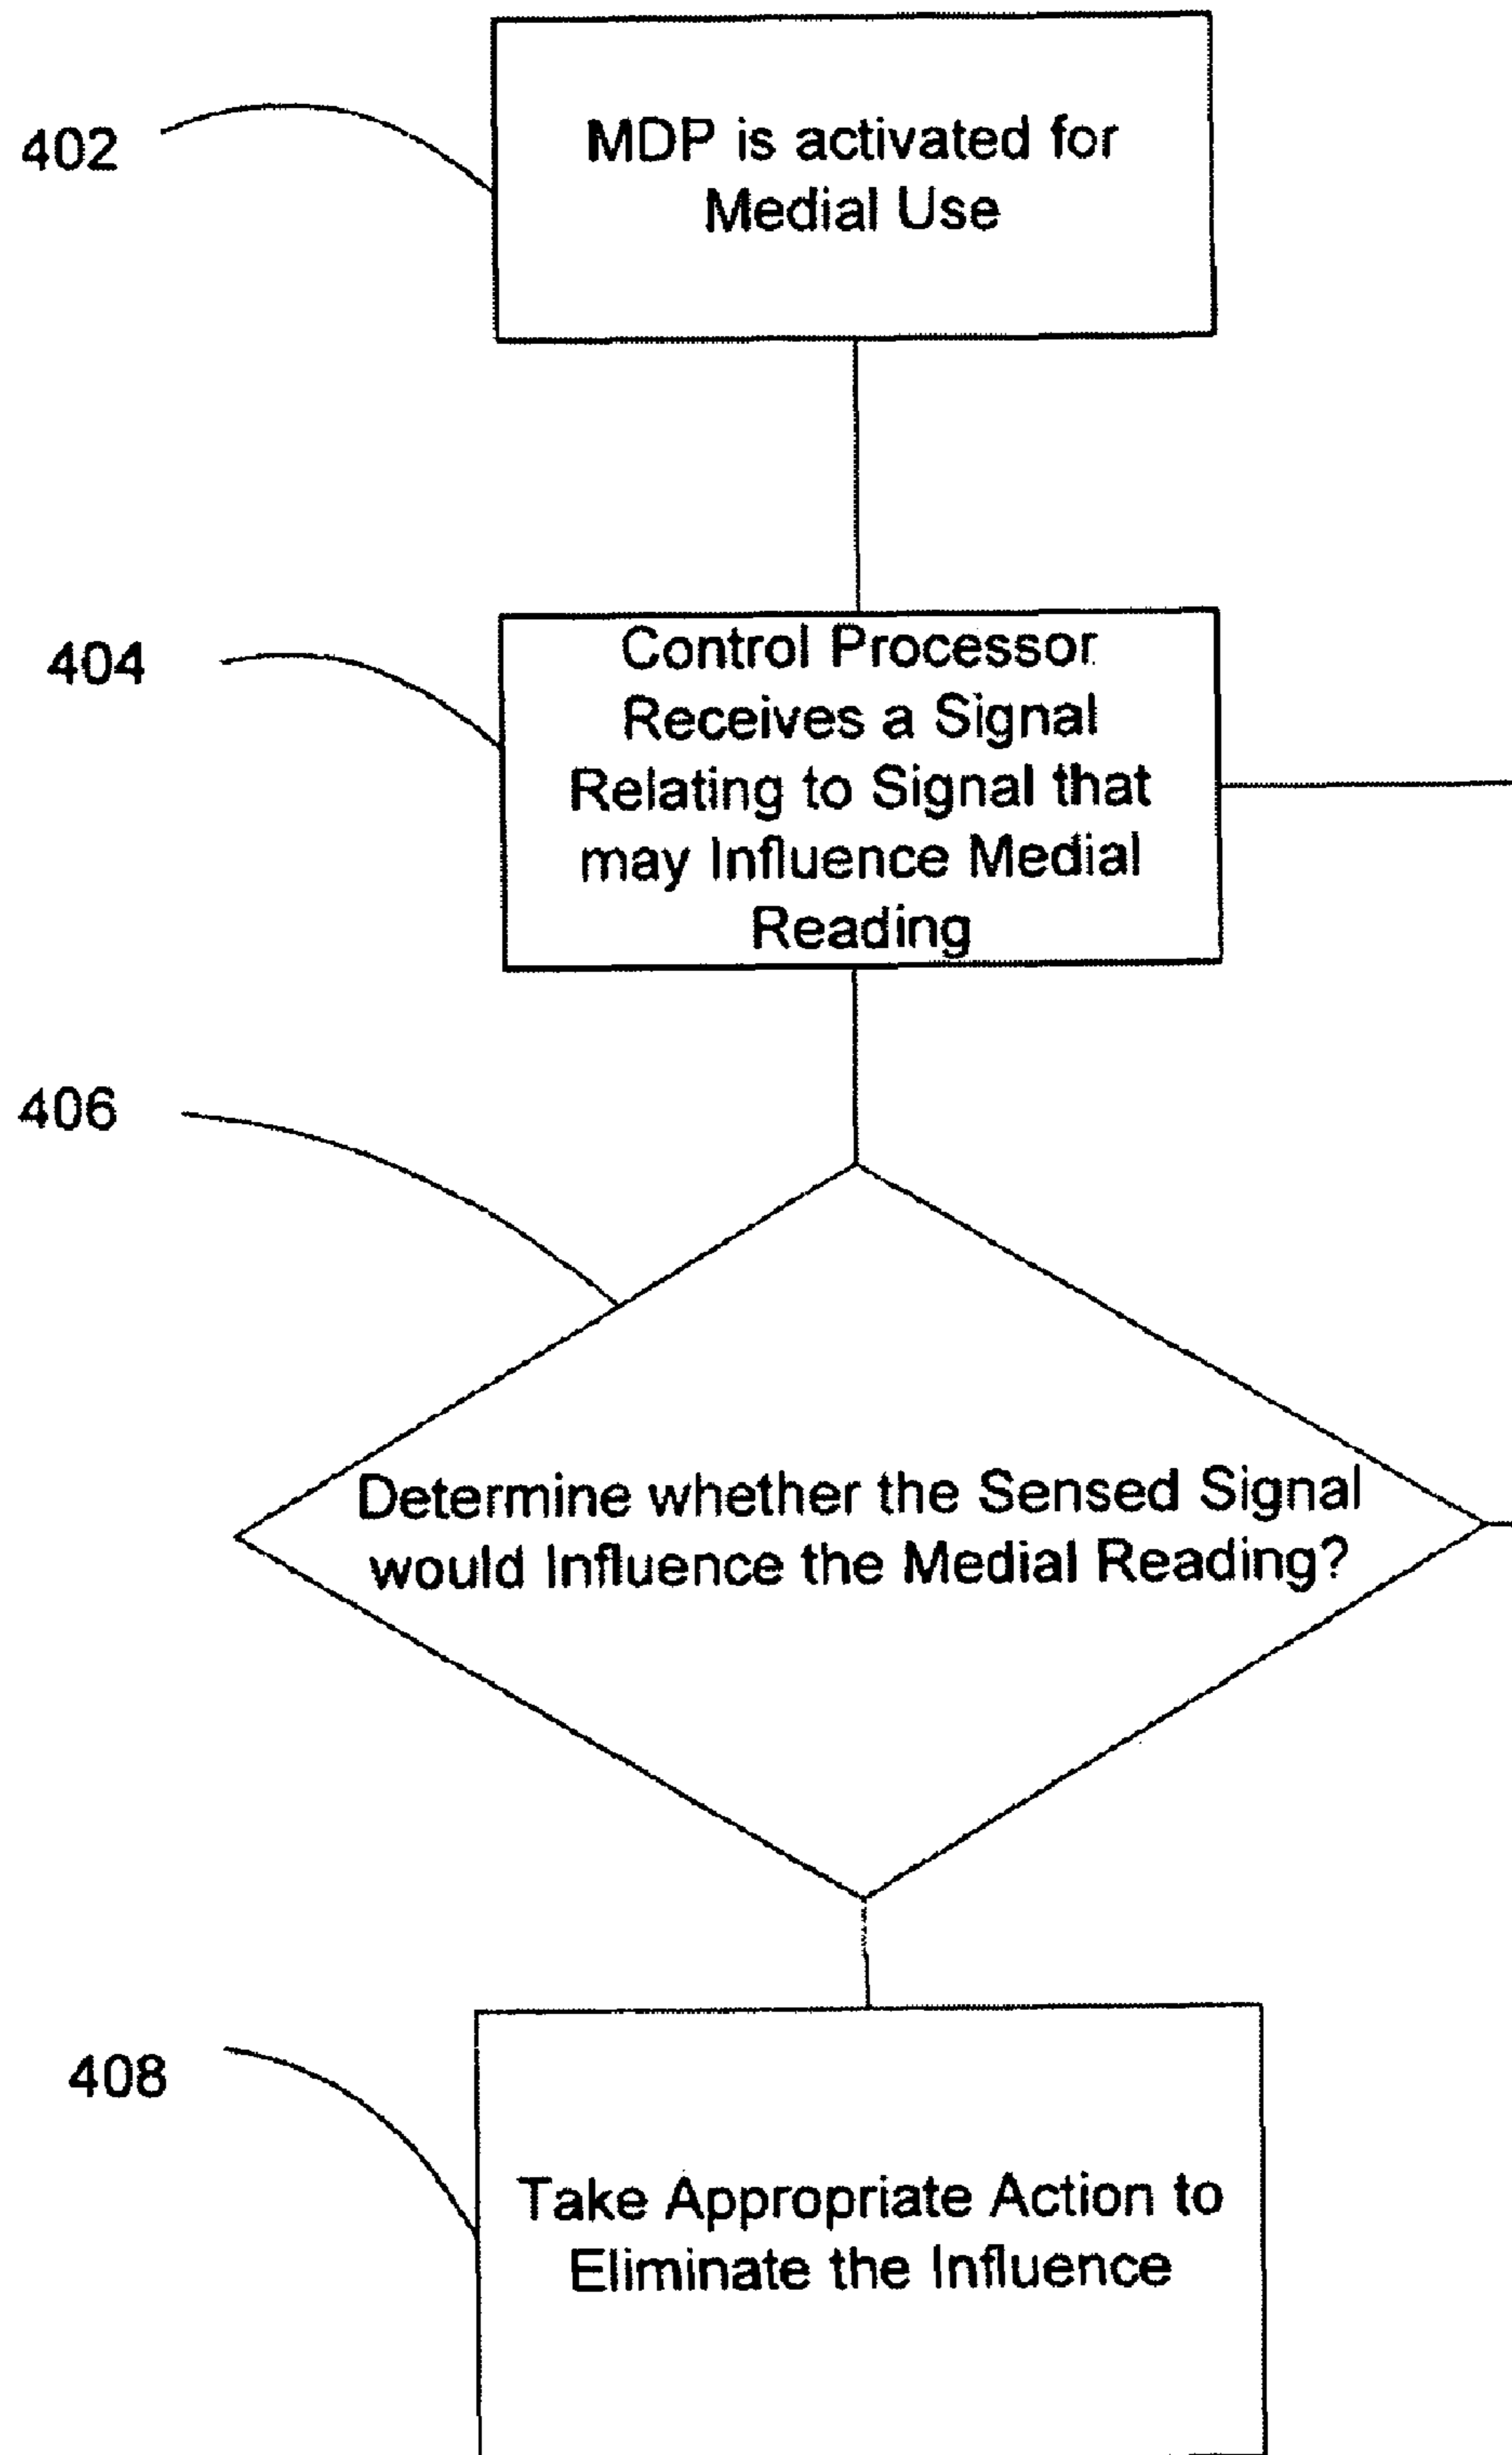 402
MDP is activated for
Medial Use
404
Control Processor
Receives a Signal
Relating to Signal that
may Influence Medial
Reading
406
Determine whether the Sensed Signal
would Influence the Medial Reading?
408
Take Appropriate Action to
Eliminate the Influence